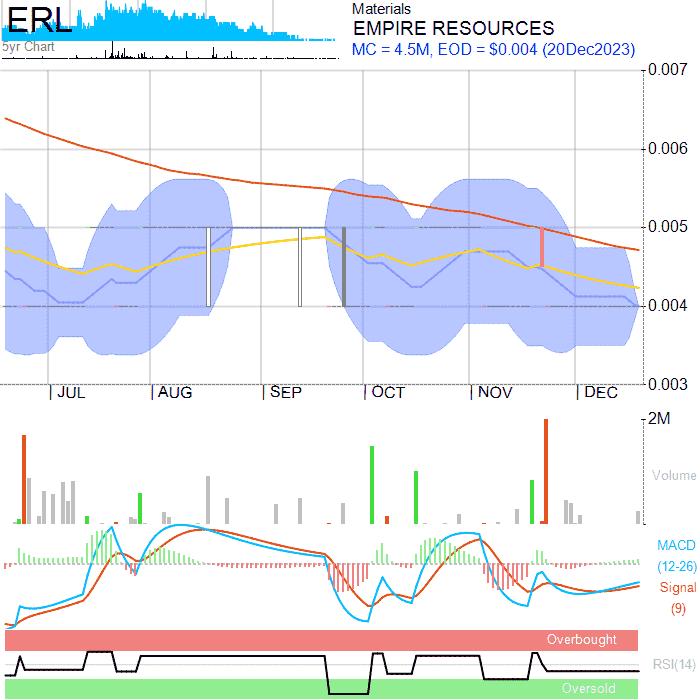 ERL
5yr Chart
Materials
EMPIRE RESOURCES
MC = 4.5M, EOD = $0.004 (20Dec2023)
0.007
0.006
0.005
0.004
0.003
JUL
AUG
SEP
OCT
NOV
DEC
2M
Volume
MACD
(12-26)
Signal
(9)
Overbought
RSI(14)
Oversold